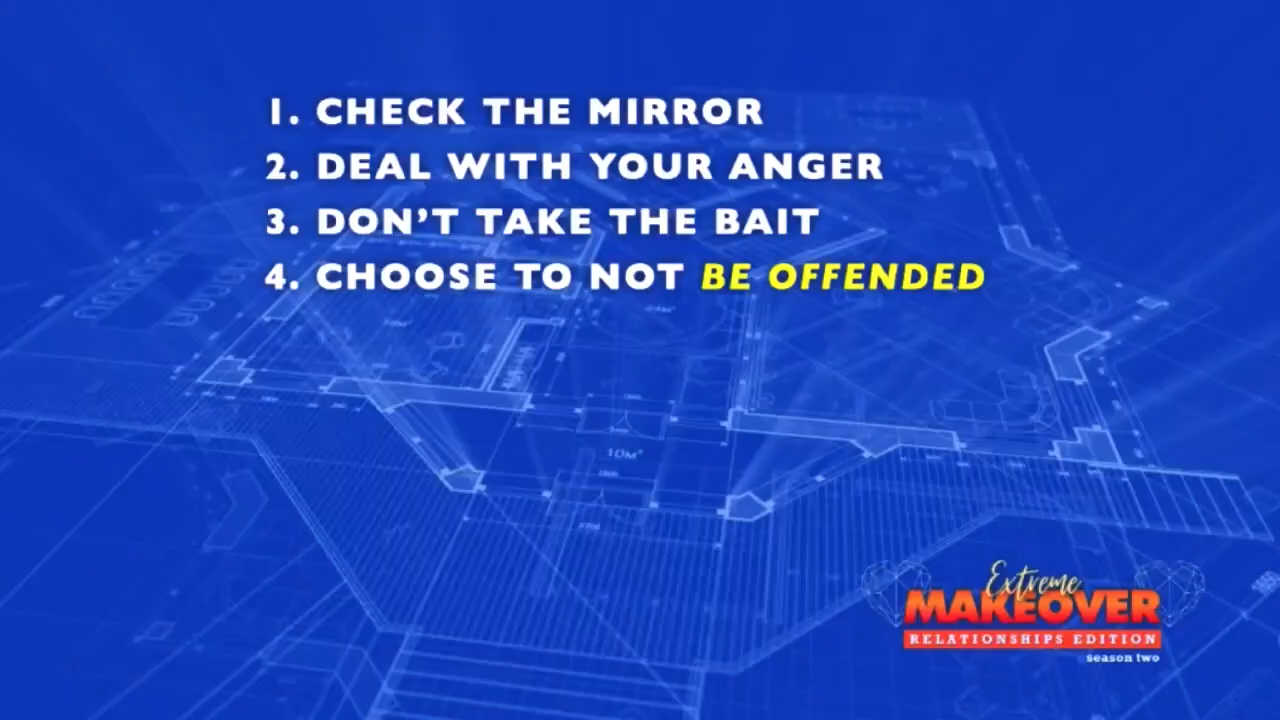 1. CHECK THE MIRROR
2. DEAL WITH YOUR ANGER
3. DON'T TAKE THE BAIT
4. CHOOSE TO NOT BE OFFENDED
10M²
Extreme
MAKEOVER
RELATIONSHIPS EDITION
season two